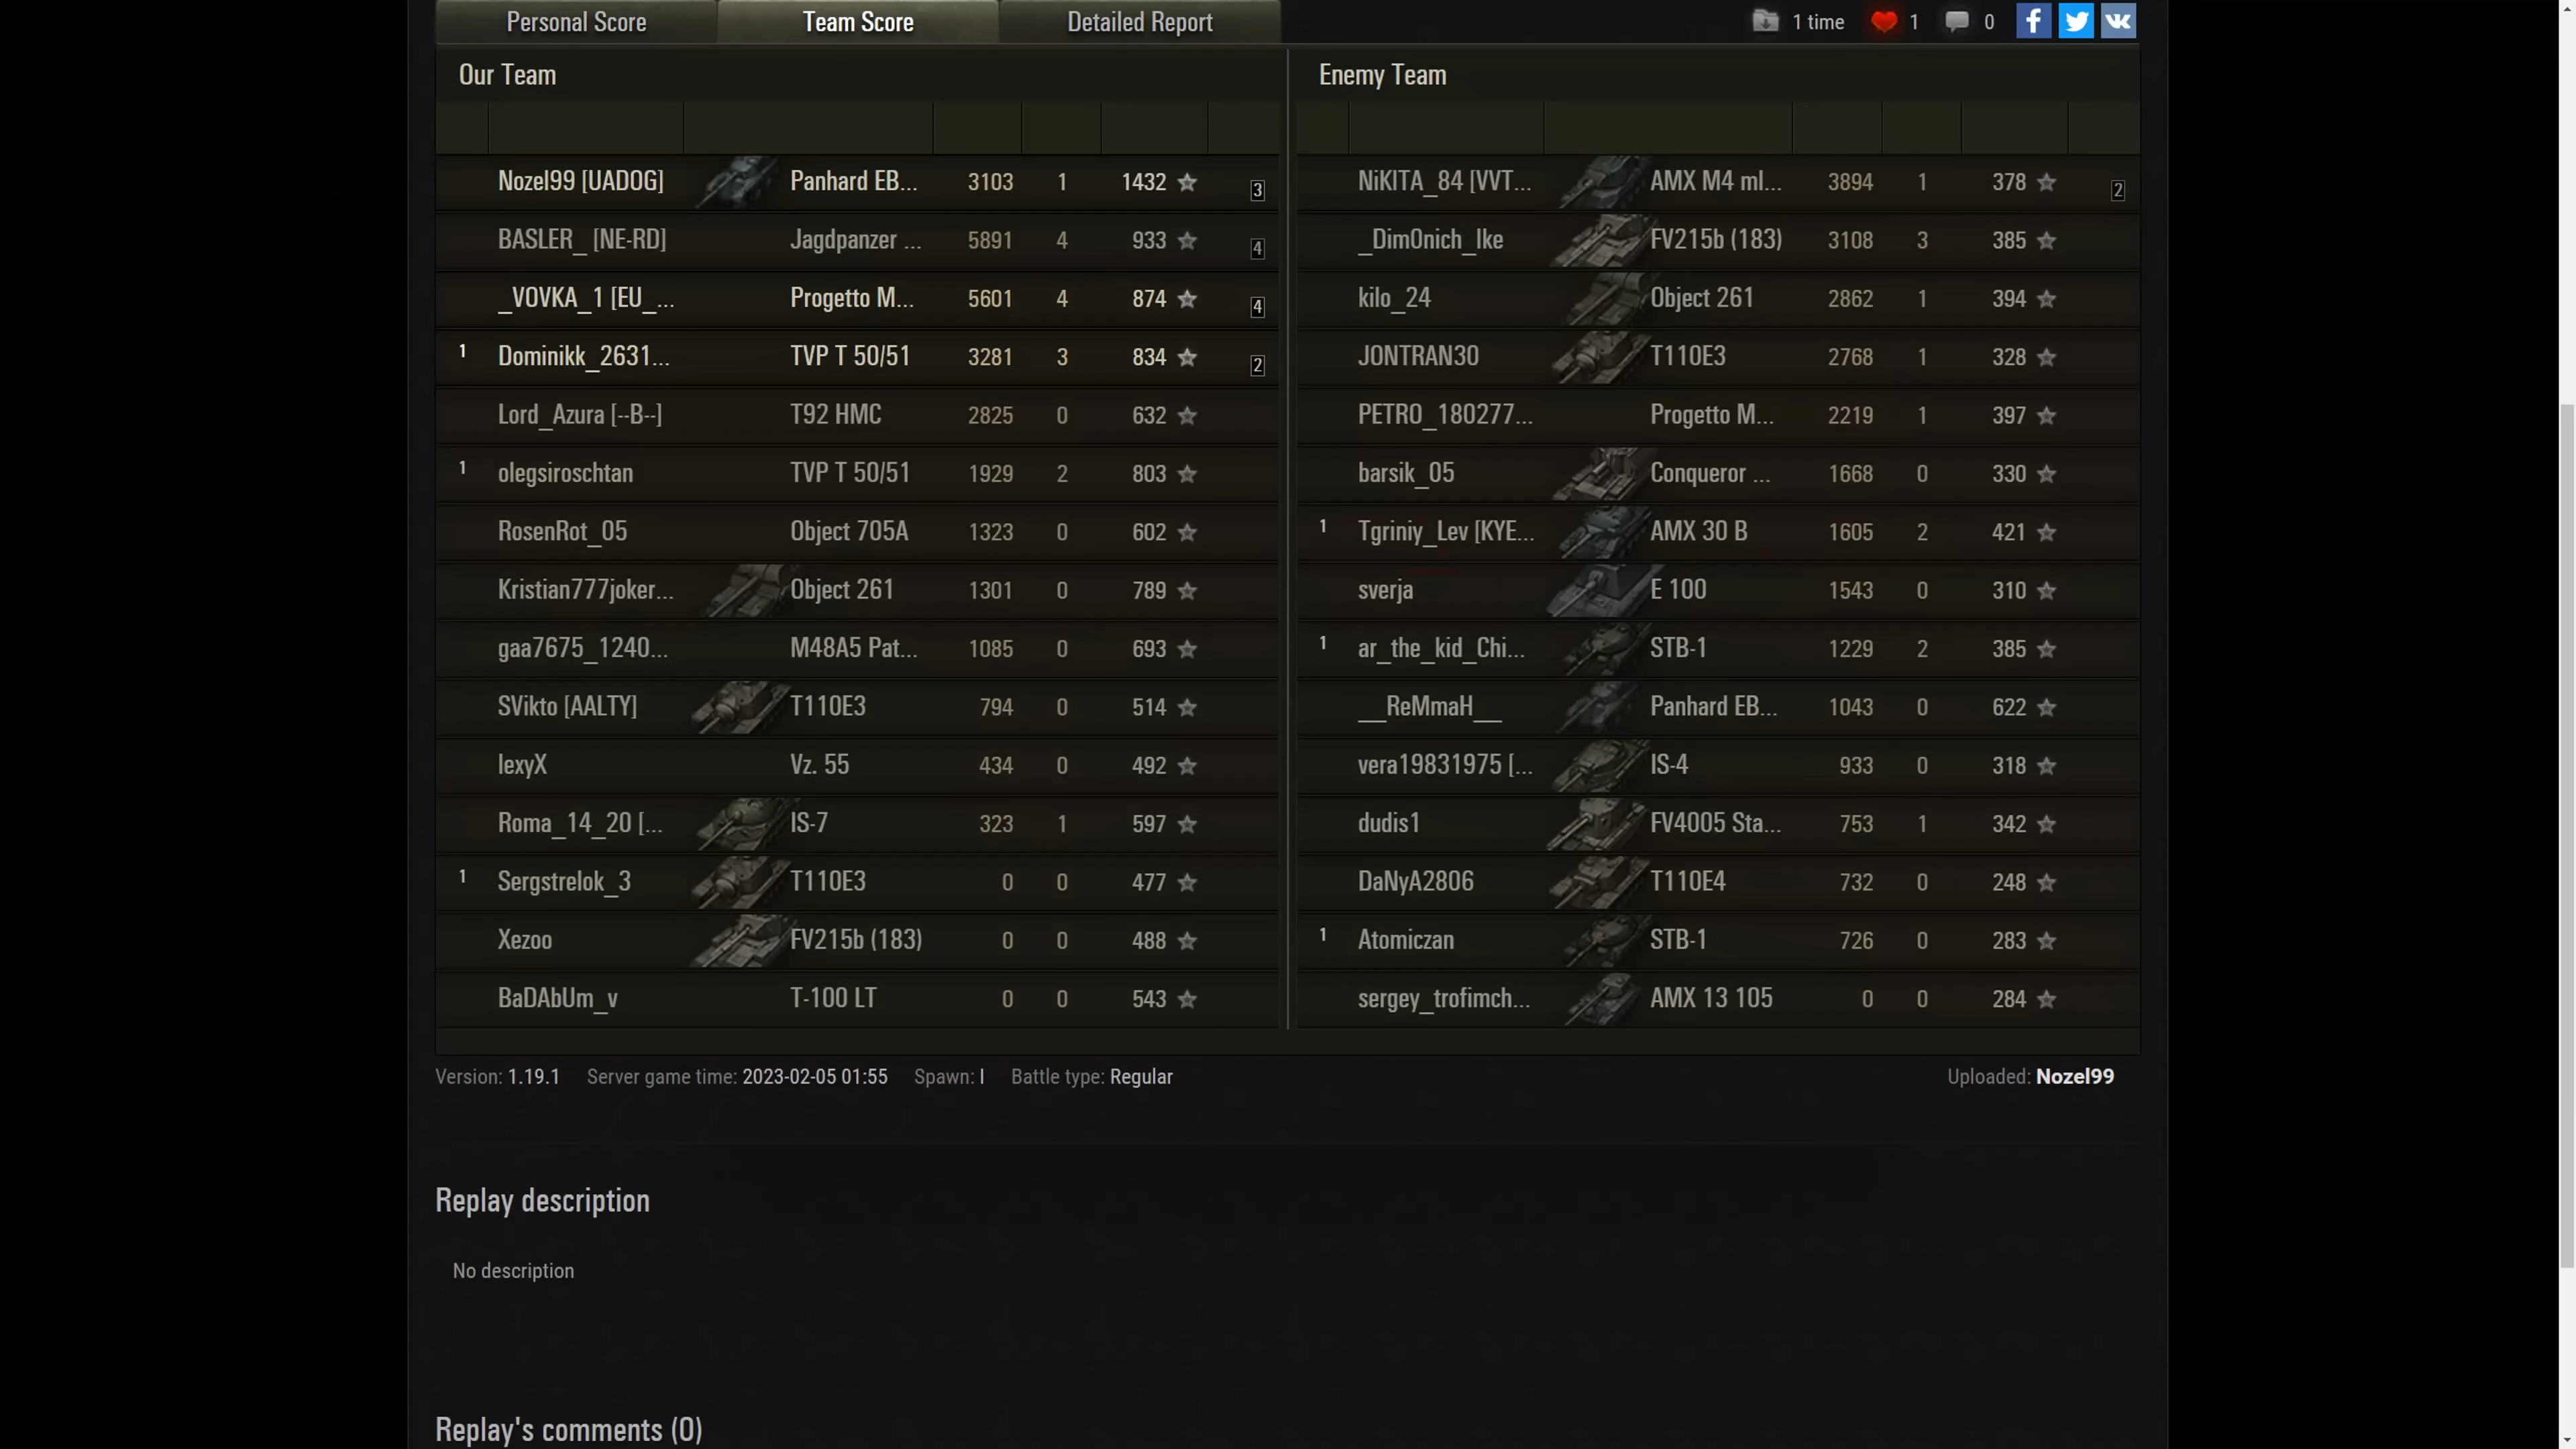 Personal Score Team Score Detailed Report 1 time 1 0
Our Team
Nozel99 [UADOG] Panhard EB... 3103 1 1432 3
BASLER_ [NE-RD] Jagdpanzer ... 5891 4 933 4
_VOVKA_1 [EU_... Progetto M... 5601 4 874 4
1 Dominikk_2631... TVP T 50/51 3281 3 834 2
Lord_Azura [--B--] T92 HMC 2825 0 632
1 olegsiroschtan TVP T 50/51 1929 2 803
RosenRot_05 Object 705A 1323 0 602
Kristian777joker... Object 261 1301 0 789
gaa7675_1240... M48A5 Pat... 1085 0 693
SVikto [AALTY] T110E3 794 0 514
lexyX Vz. 55 434 0 492
Roma_14_20 [... IS-7 323 1 597
1 Sergstrelok_3 T110E3 0 0 477
Xezoo FV215b (183) 0 0 488
BaDAbUm_v T-100 LT 0 0 543
Enemy Team
NiKITA_84 [VVT... AMX M4 ml... 3894 1 378 2
_DimOnich_Ike FV215b (183) 3108 3 385
kilo_24 Object 261 2862 1 394
JONTRAN30 T110E3 2768 1 328
PETRO_180277... Progetto M... 2219 1 397
barsik_05 Conqueror ... 1668 0 330
1 Tgriniy_Lev [KYE... AMX 30 B 1605 2 421
sverja E 100 1543 0 310
1 ar_the_kid_Chi... STB-1 1229 2 385
__ReMmaH__ Panhard EB... 1043 0 622
vera19831975 [... IS-4 933 0 318
dudis1 FV4005 Sta... 753 1 342
DaNyA2806 T110E4 732 0 248
1 Atomiczan STB-1 726 0 283
sergey_trofimch... AMX 13 105 0 0 284
Version: 1.19.1 Server game time: 2023-02-05 01:55 Spawn: I Battle type: Regular Uploaded: Nozel99
Replay description
No description
Replay's comments (0)